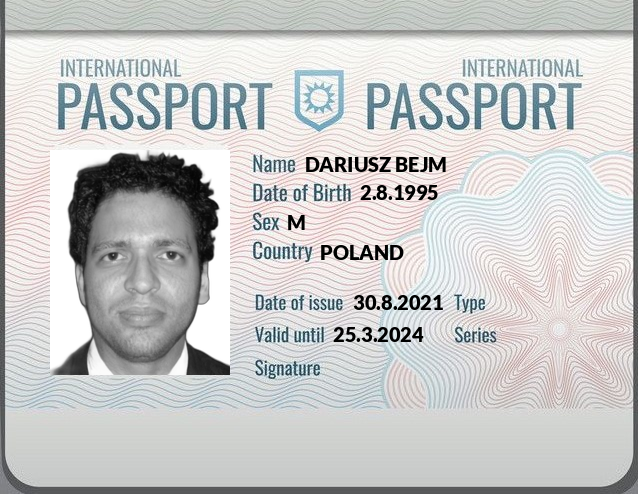 INTERNATIONAL INTERNATIONAL
PASSPORT PASSPORT
Name DARIUSZ BEJM
Date of Birth 2.8.1995
Sex M
Country POLAND
Date of issue 30.8.2021 Type
Valid until 25.3.2024 Series
Signature